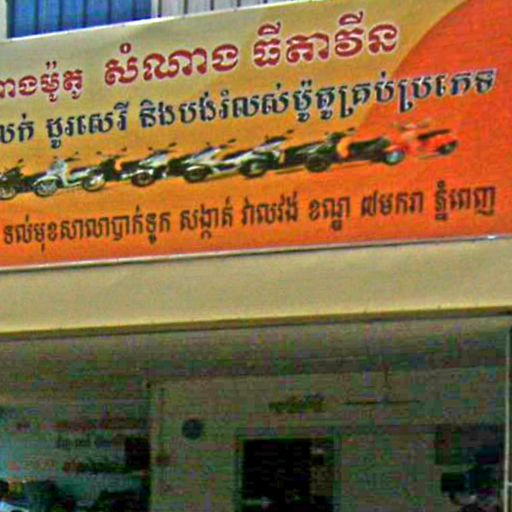 ហាងម៉ូតូ សំណាង ធីតាវីន
លក់ ដូរសេរី និងបង់រំលស់ម៉ូតូគ្រប់ប្រភេទ
ទល់មុខសាលាបាក់ទូក សង្កាត់ វាលវង់ ខណ្ឌ ៧មករា ភ្នំពេញ